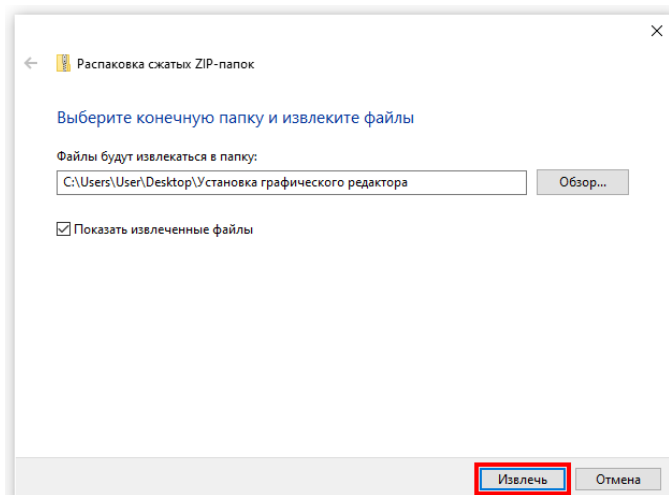 Распаковка сжатых ZIP-папок
Выберите конечную папку и извлеките файлы
Файлы будут извлекаться в папку:
C:\Users\User\Desktop\Установка графического редактора
Обзор...
Показать извлеченные файлы
Извлечь
Отмена